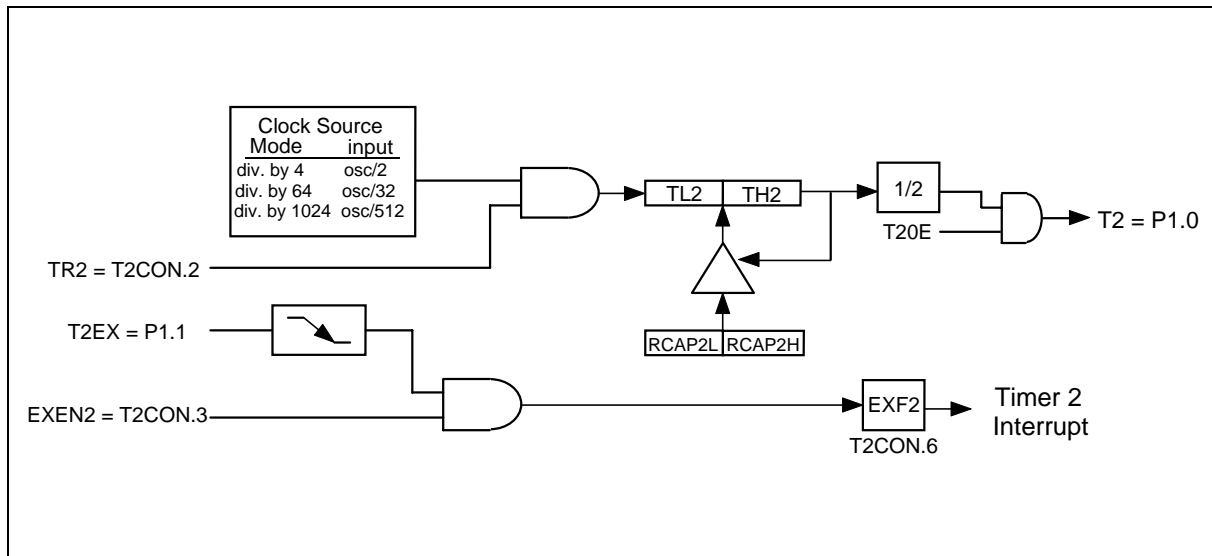 Clock Source
Mode input
div. by 4 osc/2
div. by 64 osc/32
div. by 1024 osc/512
TL2 TH2
1/2
T20E
T2 = P1.0
TR2 = T2CON.2
T2EX = P1.1
RCAP2L RCAP2H
EXEN2 = T2CON.3
EXF2
T2CON.6
Timer 2
Interrupt